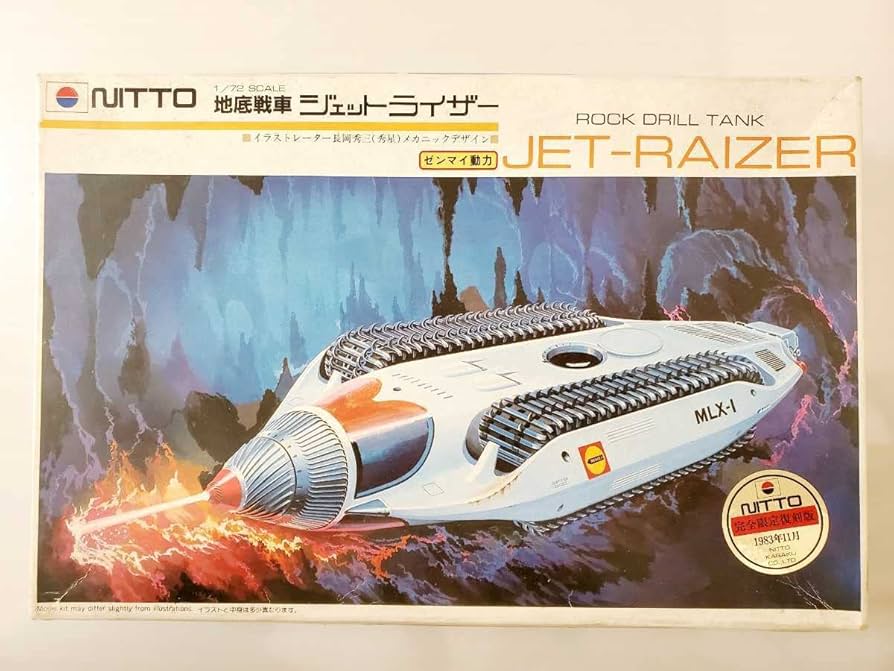 NITTO
1/72 SCALE
地底戦車 ジェットライザー
■イラストレーター長岡秀三(秀星)メカニックデザイン■
ゼンマイ動力
ROCK DRILL TANK
JET-RAIZER
MLX-1
NITTO
完全限定復刻版
1983年11月
NITTO
KAGAKU
CO.,LTD
Model kit may differ slightly from illustrations. イラストと中身は多少異なります。